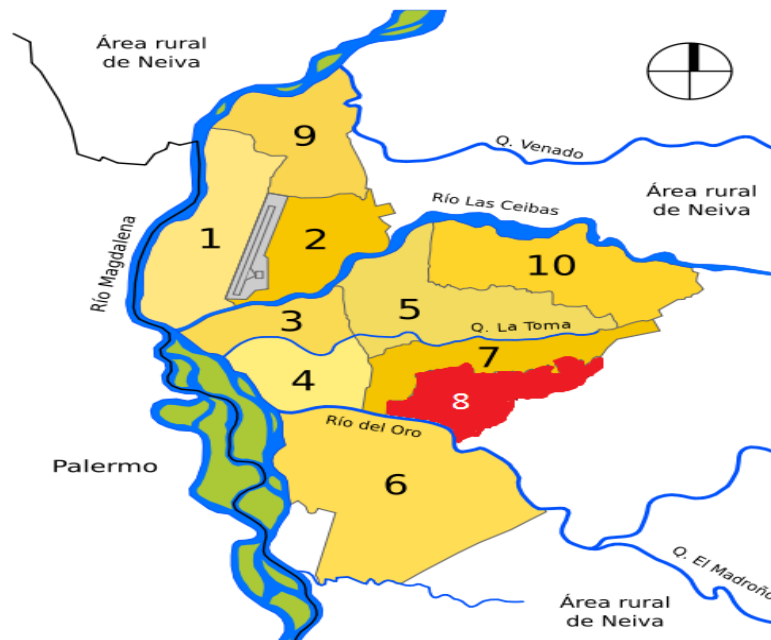 Área rural
de Neiva
9
Q. Venado
Área rural
de Neiva
Río Las Ceibas
1
2
Río Magdalena
10
5
3
Q. La Toma
7
4
8
Río del Oro
Palermo
6
Q. El Madroño
Área rural
de Neiva